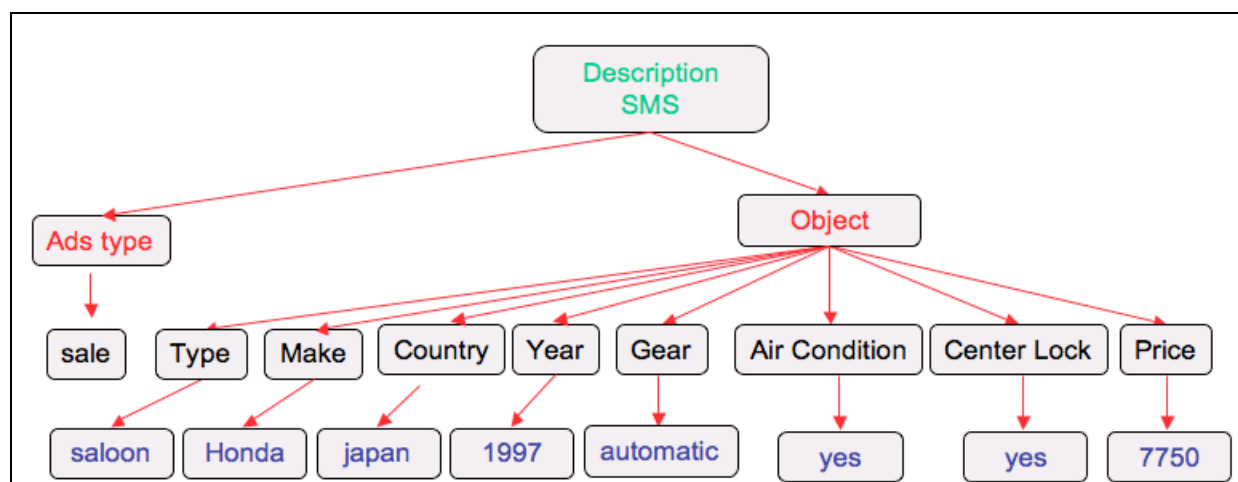 Description
SMS
Ads type
Object
sale
Type
Make
Country
Year
Gear
Air Condition
Center Lock
Price
saloon
Honda
japan
1997
automatic
yes
yes
7750